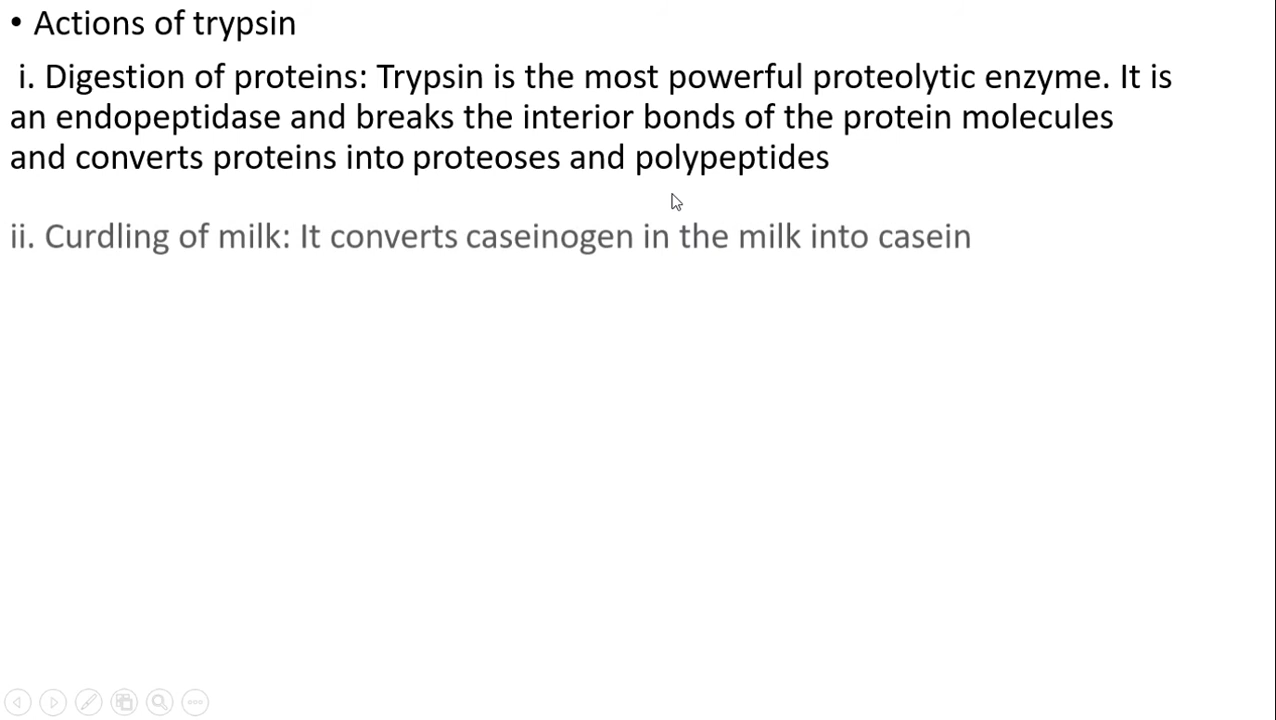 • Actions of trypsin
i. Digestion of proteins: Trypsin is the most powerful proteolytic enzyme. It is
an endopeptidase and breaks the interior bonds of the protein molecules
and converts proteins into proteoses and polypeptides
ii. Curdling of milk: It converts caseinogen in the milk into casein